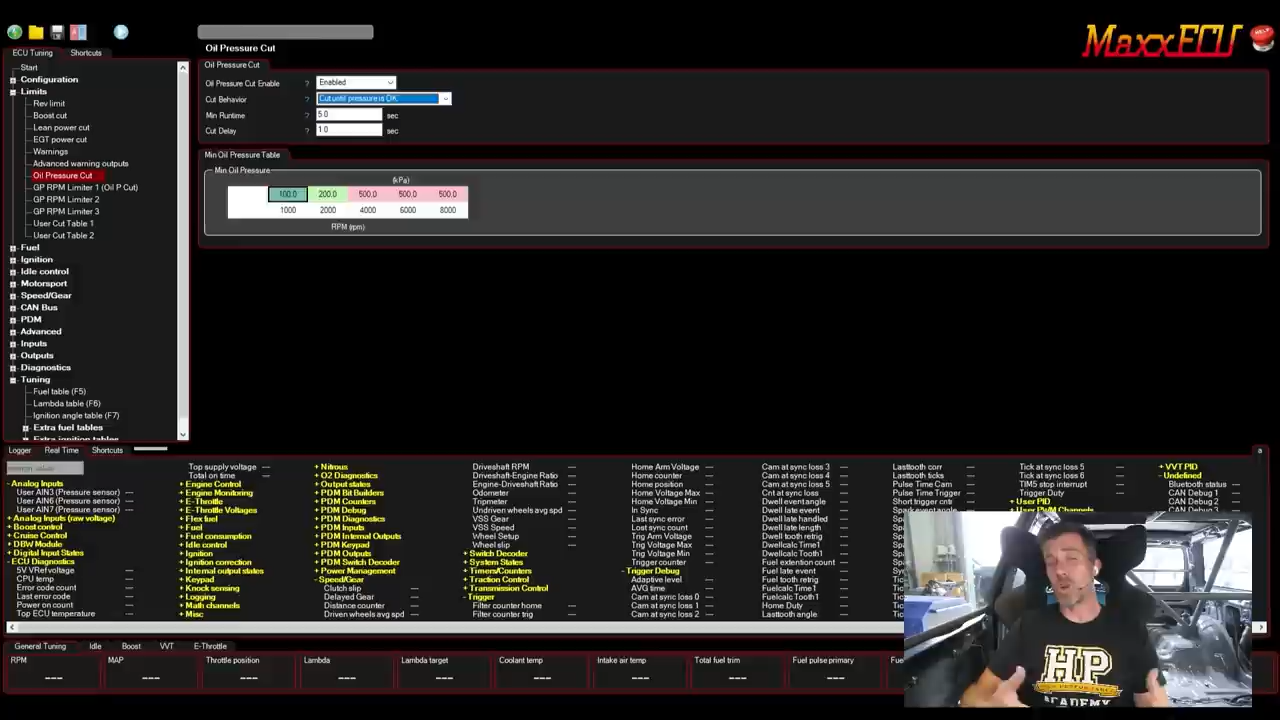 MaxxECU
HELP
ECU Tuning
Shortcuts
Start
Configuration
Limits
Rev limit
Boost cut
Lean power cut
EGT power cut
Warnings
Advanced warning outputs
Oil Pressure Cut
GP RPM Limiter 1 (Oil P Cut)
GP RPM Limiter 2
GP RPM Limiter 3
User Cut Table 1
User Cut Table 2
Fuel
Ignition
Idle control
Motorsport
Speed/Gear
CAN Bus
PDM
Advanced
Inputs
Outputs
Diagnostics
Tuning
Fuel table (F5)
Lambda table (F6)
Ignition angle table (F7)
Extra fuel tables
Extra ignition tables
Oil Pressure Cut
Oil Pressure Cut
Oil Pressure Cut Enable ? Enabled
Cut Behavior ? Cut until pressure is OK
Min Runtime ? 5.0 sec
Cut Delay ? 1.0 sec
Min Oil Pressure Table
Min Oil Pressure
(kPa)
100.0 200.0 500.0 500.0 500.0
1000 2000 4000 6000 8000
RPM (rpm)
Logger
Real Time
Shortcuts
- Analog Inputs
User AIN3 (Pressure sensor) ---
User AIN6 (Pressure sensor) ---
User AIN7 (Pressure sensor) ---
+ Analog Inputs (raw voltage)
+ Boost control
+ Cruise Control
+ DBW Module
+ Digital Input States
- ECU Diagnostics
5V VRef voltage ---
CPU temp ---
Error code count ---
Last error code ---
Power on count ---
Top ECU temperature ---
Top supply voltage ---
Total on time ---
+ Engine Control
+ Engine Monitoring
+ E-Throttle
+ E-Throttle Voltages
+ Flex fuel
+ Fuel
+ Fuel consumption
+ Idle control
+ Ignition
+ Ignition correction
+ Internal output states
+ Keypad
+ Knock sensing
+ Logging
+ Math channels
+ Misc
+ Nitrous
+ O2 Diagnostics
+ Output states
+ PDM Bit Builders
+ PDM Counters
+ PDM Debug
+ PDM Diagnostics
+ PDM Inputs
+ PDM Internal Outputs
+ PDM Keypad
+ PDM Outputs
+ PDM Switch Decoder
+ Power Management
- Speed/Gear
Clutch slip ---
Delayed Gear ---
Distance counter ---
Driven wheels avg spd ---
Driveshaft RPM ---
Driveshaft-Engine Ratio ---
Engine-Driveshaft Ratio ---
Odometer ---
Tripmeter ---
Undriven wheels avg spd ---
VSS Gear ---
VSS Speed ---
Wheel Setup ---
Wheel slip ---
+ Switch Decoder
+ System States
+ Timers/Counters
+ Traction Control
+ Transmission Control
- Trigger
Filter counter home ---
Filter counter trig ---
Home Arm Voltage ---
Home counter ---
Home position ---
Home Voltage Max ---
Home Voltage Min ---
In Sync ---
Last sync error ---
Lost sync count ---
Trig Arm Voltage ---
Trig Voltage Max ---
Trig Voltage Min ---
Trigger counter ---
- Trigger Debug
Adaptive level ---
AVG time ---
Cam at sync loss 0 ---
Cam at sync loss 1 ---
Cam at sync loss 2 ---
Cam at sync loss 3 ---
Cam at sync loss 4 ---
Cam at sync loss 5 ---
Cnt at sync loss ---
Dwell event angle ---
Dwell late event ---
Dwell late handled ---
Dwell late length ---
Dwell tooth retrig ---
Dwellcalc Time1 ---
Dwellcalc Tooth1 ---
Fuel extention count ---
Fuel late event ---
Fuel tooth retrig ---
Fuelcalc Time1 ---
Fuelcalc Tooth1 ---
Home Duty ---
Lasttooth angle ---
Lasttooth corr ---
Lasttooth ticks ---
Pulse Time Cam ---
Pulse Time Trigger ---
Short trigger cntr ---
Tick at sync loss 5 ---
Tick at sync loss 6 ---
TIM5 stop interrupt ---
Trigger Duty ---
+ User PID
+ VVT PID
- Undefined
Bluetooth status ---
CAN Debug 1 ---
CAN Debug 2 ---
General Tuning
Idle
Boost
VVT
E-Throttle
RPM ---
MAP ---
Throttle position ---
Lambda ---
Lambda target ---
Coolant temp ---
Intake air temp ---
Total fuel trim ---
Fuel pulse primary ---
HP
ACADEMY